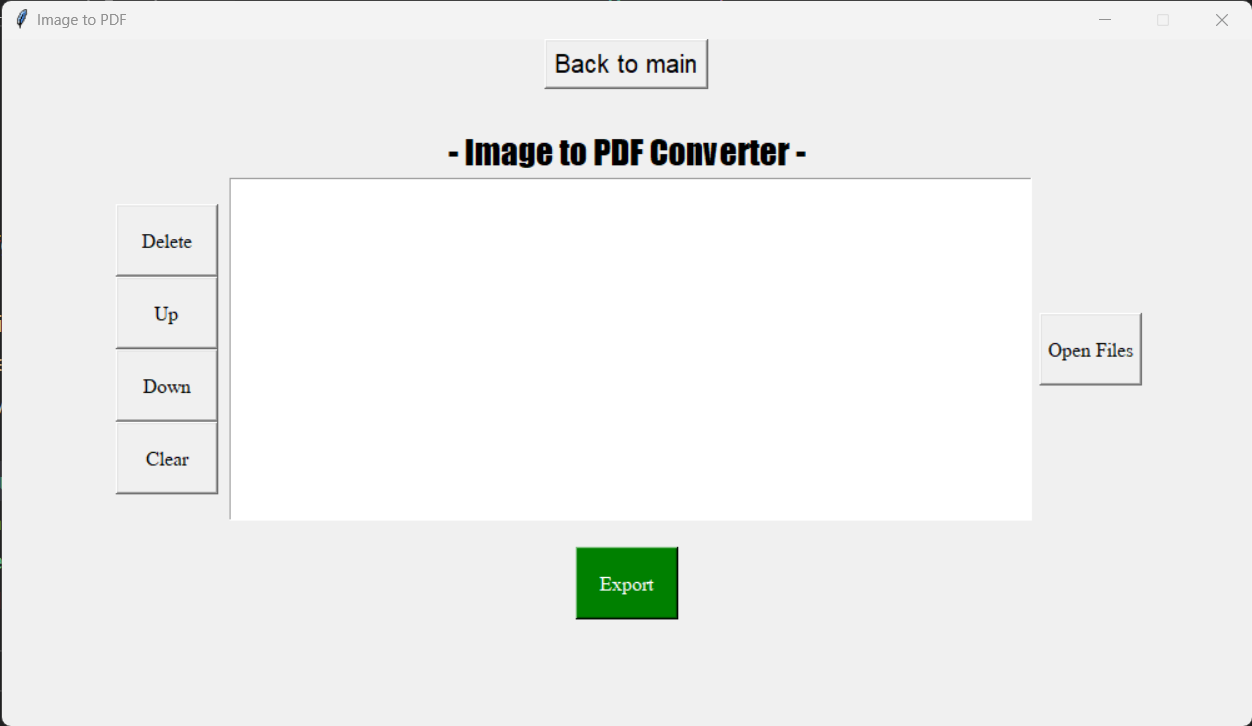 Image to PDF
Back to main
- Image to PDF Converter -
Delete
Up
Down
Clear
Open Files
Export